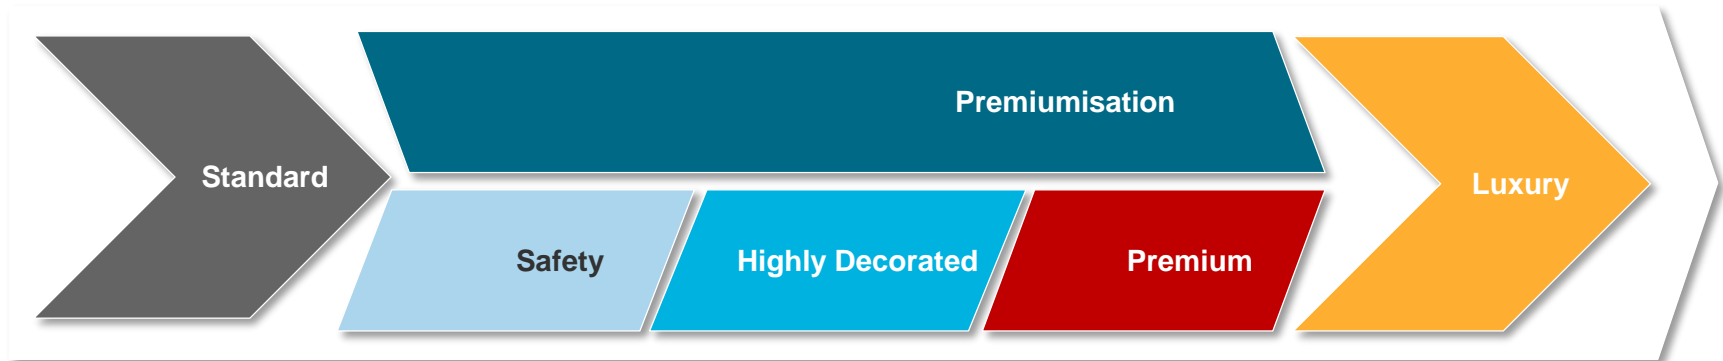 Standard
Premiumisation
Safety
Highly Decorated
Premium
Luxury